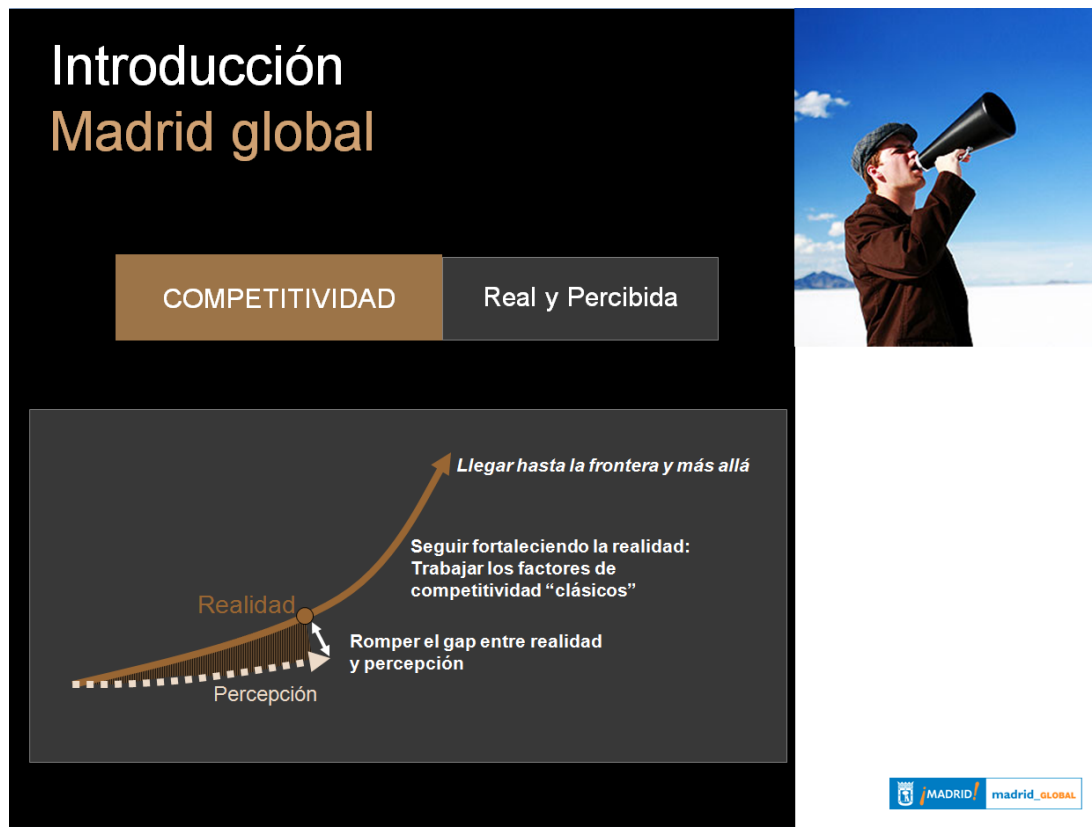 Introducción
Madrid global
COMPETITIVIDAD
Real y Percibida
Llegar hasta la frontera y más allá
Seguir fortaleciendo la realidad:
Trabajar los factores de
competitividad “clásicos”
Realidad
Romper el gap entre realidad
y percepción
Percepción
¡MADRID!
madrid_GLOBAL